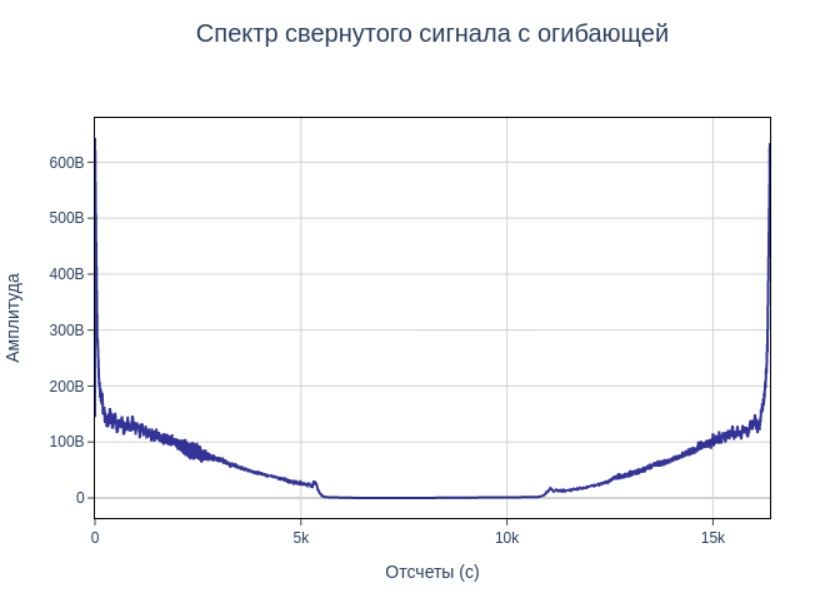 Спектр свернутого сигнала с огибающей
600B
500B
400B
300B
200B
100B
0
Амплитуда
0
5k
10k
15k
Отсчеты (с)